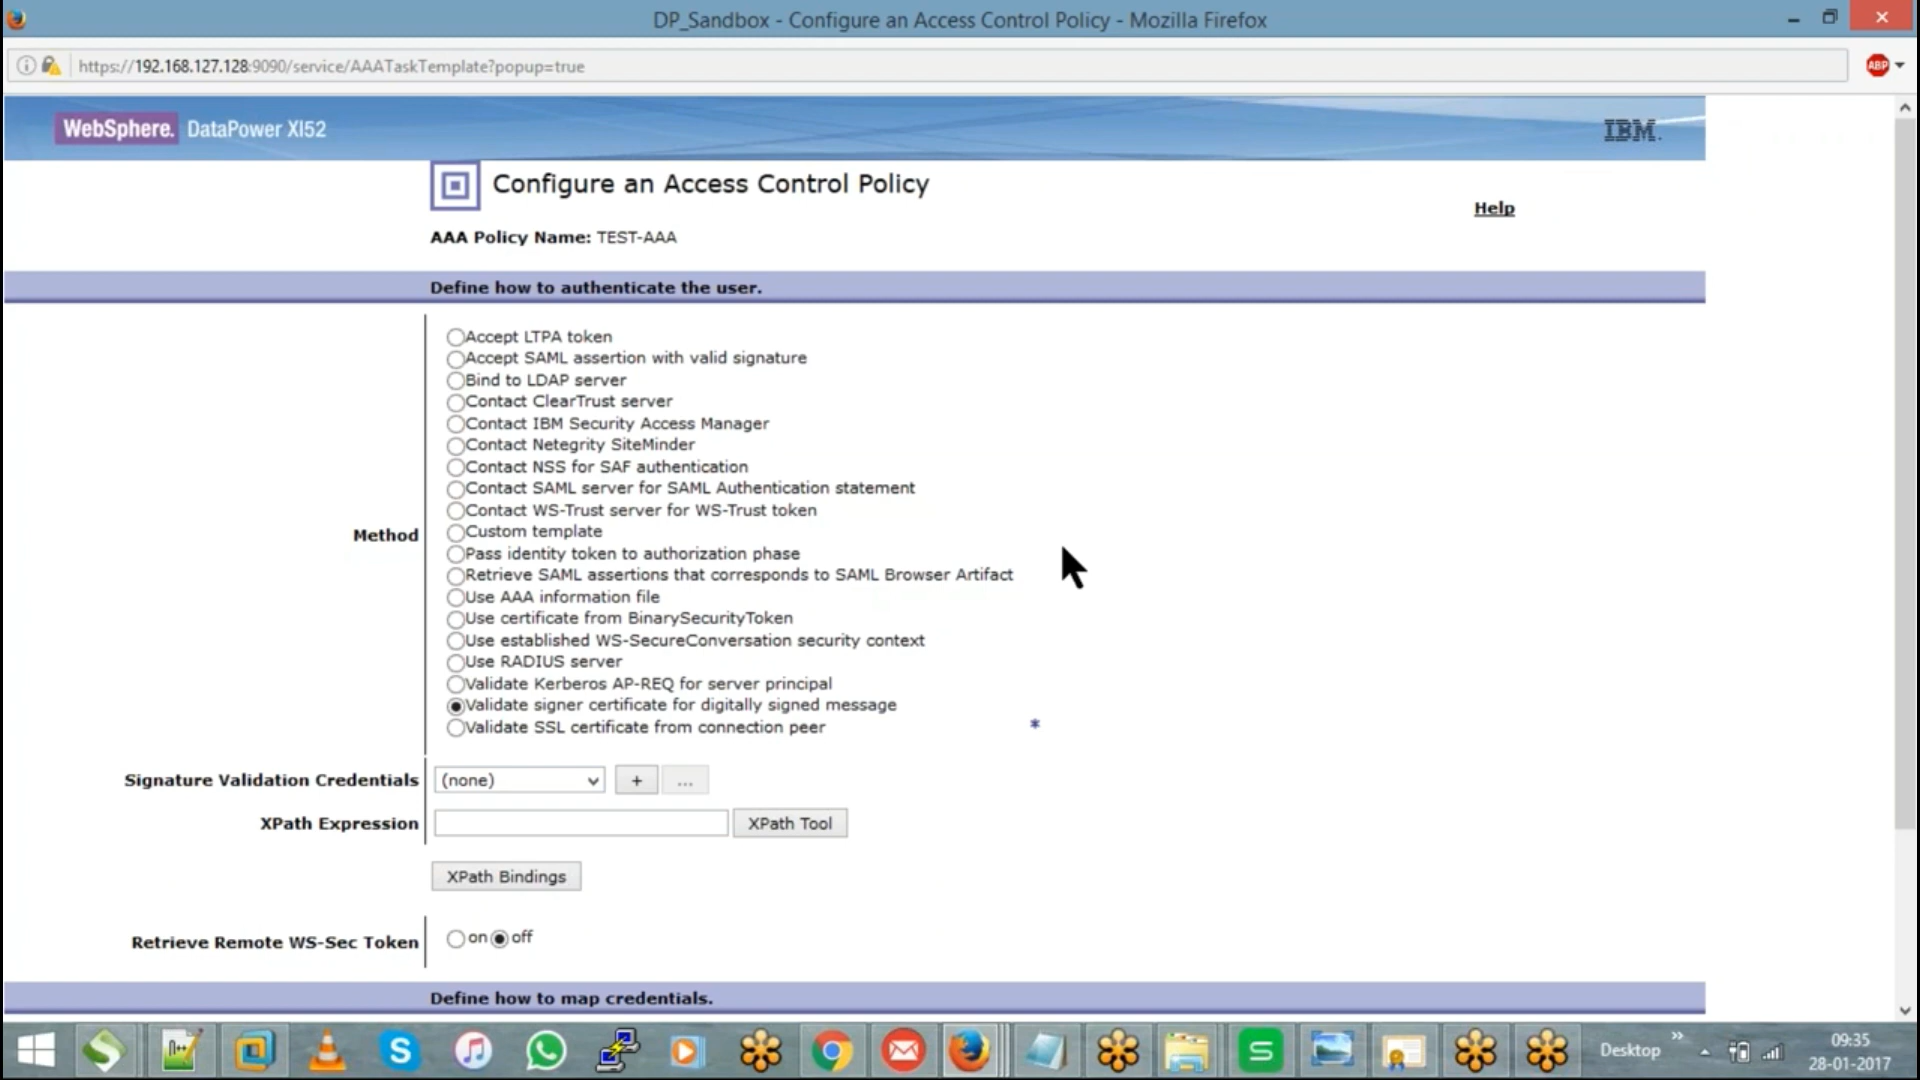 DP_Sandbox - Configure an Access Control Policy - Mozilla Firefox
https://192.168.127.128:9090/service/AAATaskTemplate?popup=true
ABP
WebSphere. DataPower XI52
IBM.
Configure an Access Control Policy
Help
AAA Policy Name: TEST-AAA
Define how to authenticate the user.
Method
Accept LTPA token
Accept SAML assertion with valid signature
Bind to LDAP server
Contact ClearTrust server
Contact IBM Security Access Manager
Contact Netegrity SiteMinder
Contact NSS for SAF authentication
Contact SAML server for SAML Authentication statement
Contact WS-Trust server for WS-Trust token
Custom template
Pass identity token to authorization phase
Retrieve SAML assertions that corresponds to SAML Browser Artifact
Use AAA information file
Use certificate from BinarySecurityToken
Use established WS-SecureConversation security context
Use RADIUS server
Validate Kerberos AP-REQ for server principal
Validate signer certificate for digitally signed message
Validate SSL certificate from connection peer *
Signature Validation Credentials (none) + ...
XPath Expression XPath Tool
XPath Bindings
Retrieve Remote WS-Sec Token on off
Define how to map credentials.
Desktop
09:35
28-01-2017